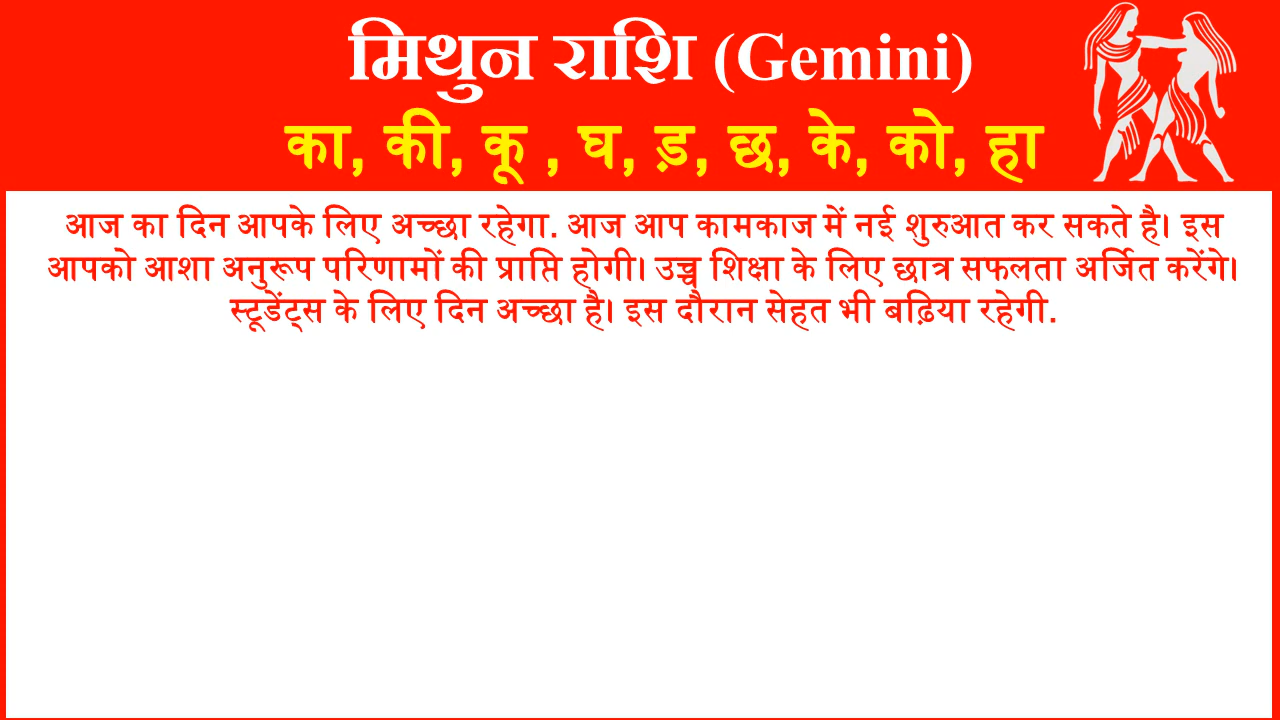 मिथुन राशि (Gemini)
का, की, कू , घ, ड़, छ, के, को, हा
आज का दिन आपके लिए अच्छा रहेगा. आज आप कामकाज में नई शुरुआत कर सकते है। इस
आपको आशा अनुरूप परिणामों की प्राप्ति होगी। उच्च शिक्षा के लिए छात्र सफलता अर्जित करेंगे।
स्टूडेंट्स के लिए दिन अच्छा है। इस दौरान सेहत भी बढ़िया रहेगी.